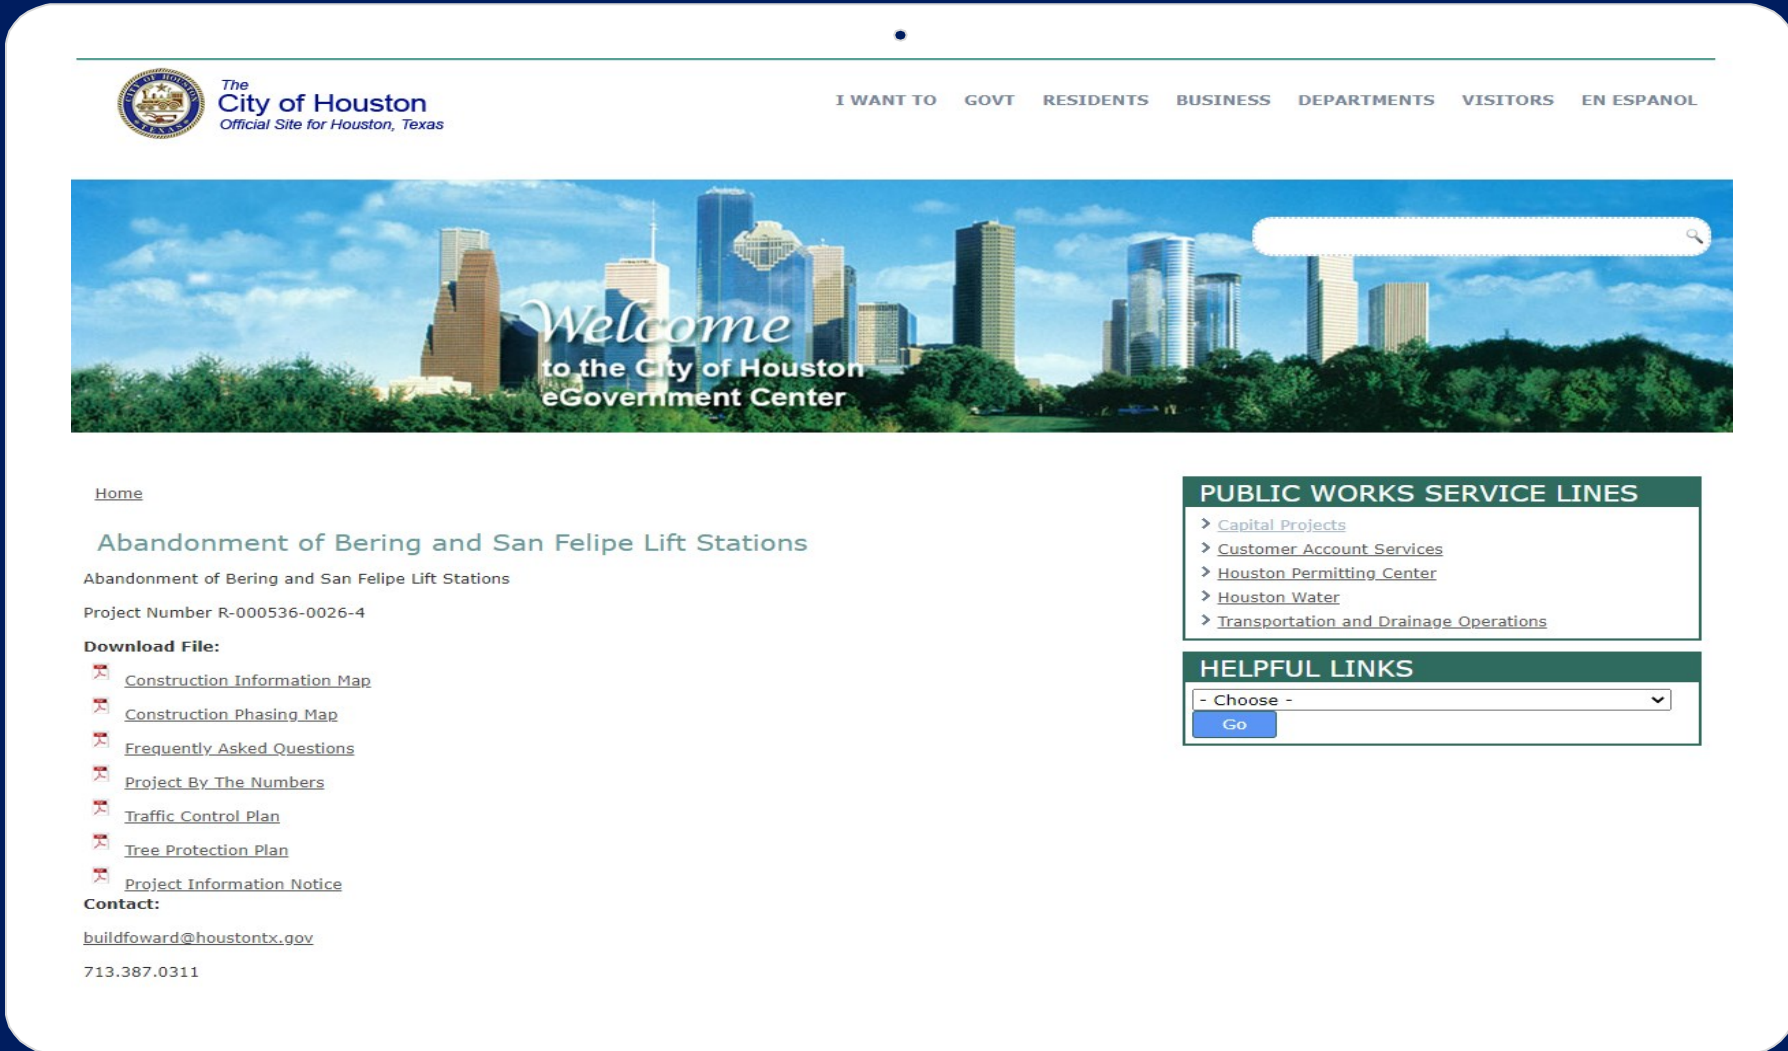 The
City of Houston
Official Site for Houston, Texas
I WANT TO GOVT RESIDENTS BUSINESS DEPARTMENTS VISITORS EN ESPANOL
Welcome
to the City of Houston
eGovernment Center
Home
Abandonment of Bering and San Felipe Lift Stations
Abandonment of Bering and San Felipe Lift Stations
Project Number R-000536-0026-4
Download File:
Construction Information Map
Construction Phasing Map
Frequently Asked Questions
Project By The Numbers
Traffic Control Plan
Tree Protection Plan
Project Information Notice
Contact:
buildfoward@houstontx.gov
713.387.0311
PUBLIC WORKS SERVICE LINES
Capital Projects
Customer Account Services
Houston Permitting Center
Houston Water
Transportation and Drainage Operations
HELPFUL LINKS
- Choose -
Go